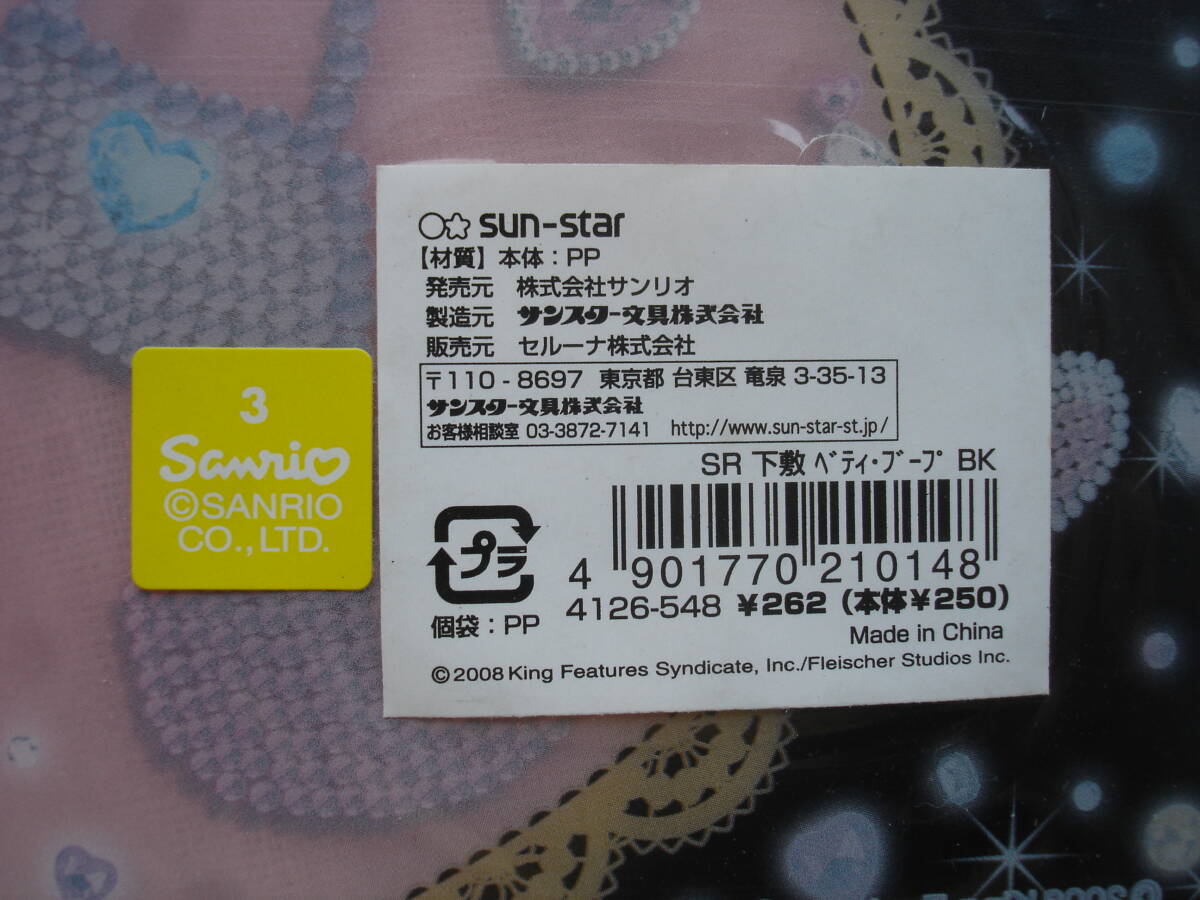 3
Sanrio
©SANRIO
CO.,LTD.
○☆ sun-star
【材質】本体：PP
発売元 株式会社サンリオ
製造元 サンスター文具株式会社
販売元 セルーナ株式会社
〒110-8697 東京都 台東区 竜泉 3-35-13
サンスター文具株式会社
お客様相談室 03-3872-7141 http://www.sun-star-st.jp/
SR 下敷 ﾍﾞﾃｨ･ﾌﾞｰﾌﾟ BK
プラ
個袋：PP
4 901770 210148
4126-548 ¥262 (本体¥250)
Made in China
©2008 King Features Syndicate, Inc./Fleischer Studios Inc.